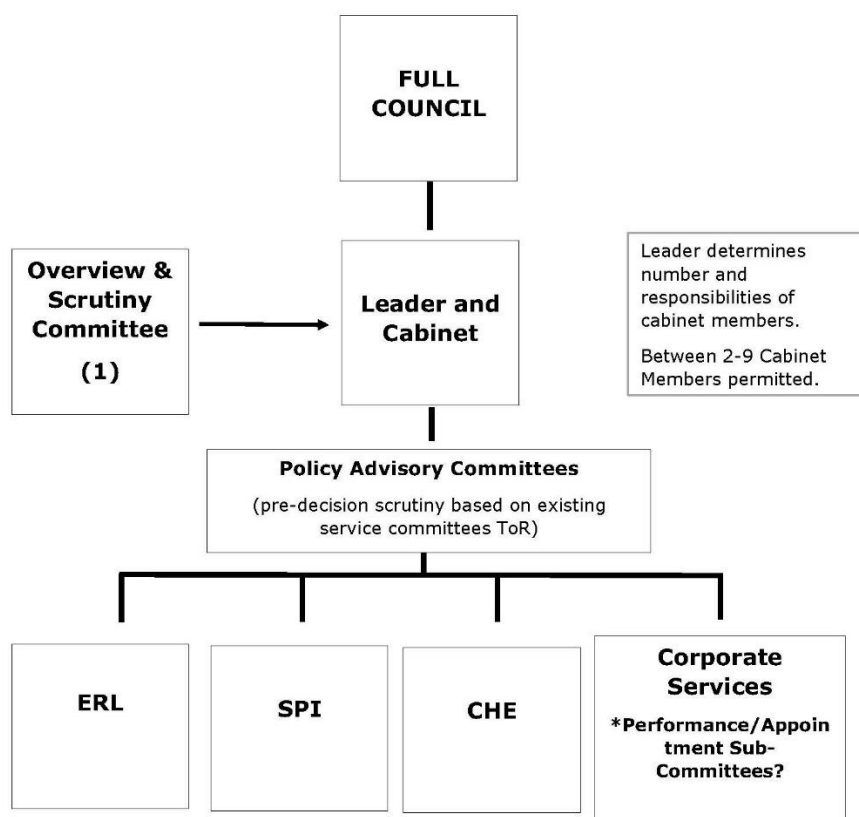 FULL
COUNCIL
Overview &
Scrutiny
Committee
(1)
Leader and
Cabinet
Leader determines
number and
responsibilities of
cabinet members.
Between 2-9 Cabinet
Members permitted.
Policy Advisory Committees
(pre-decision scrutiny based on existing
service committees ToR)
ERL
SPI
CHE
Corporate
Services
*Performance/Appoin
tment Sub-
Committees?